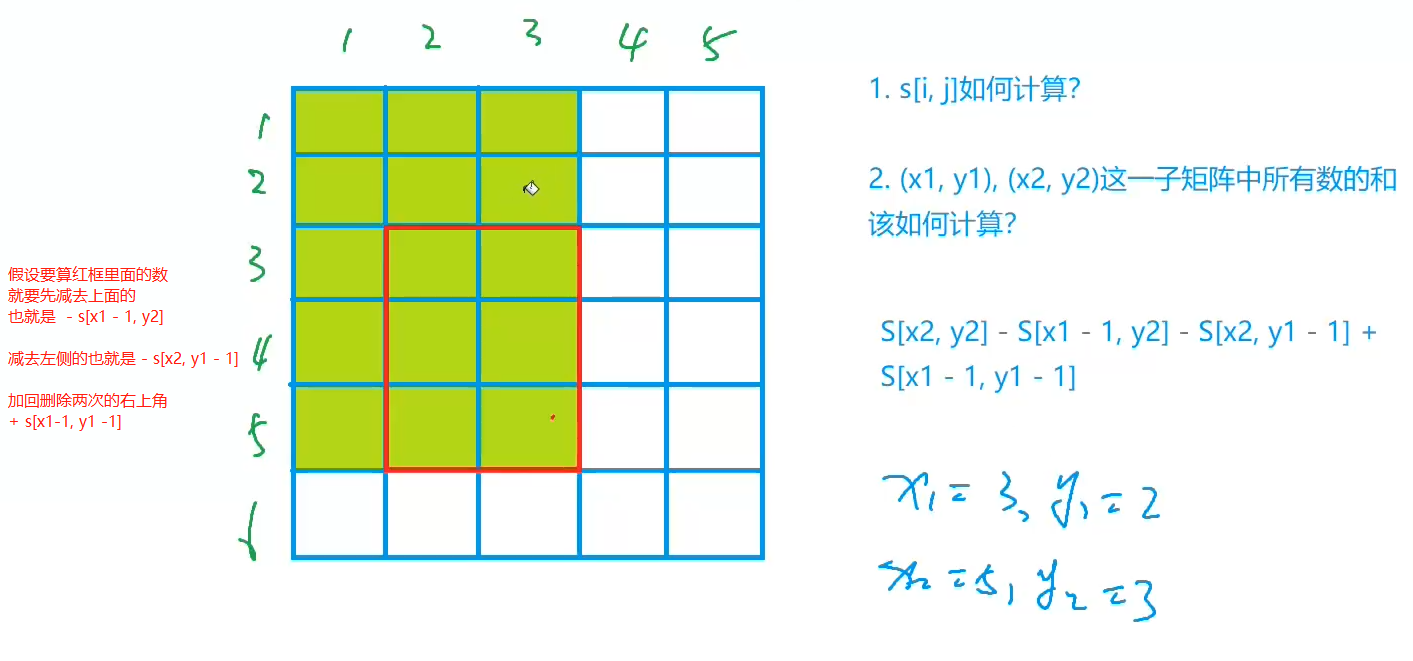 1 2 3 4 5
1
2
3
4
5
6
假设要算红框里面的数
就要先减去上面的
也就是 - s[x1 - 1, y2]
减去左侧的也就是 - s[x2, y1 - 1]
加回删除两次的右上角
+ s[x1-1, y1 -1]
1. s[i, j]如何计算?
2. (x1, y1), (x2, y2)这一子矩阵中所有数的和
该如何计算?
S[x2, y2] - S[x1 - 1, y2] - S[x2, y1 - 1] +
S[x1 - 1, y1 - 1]
x1 = 3, y1 = 2
x2 = 5, y2 = 3